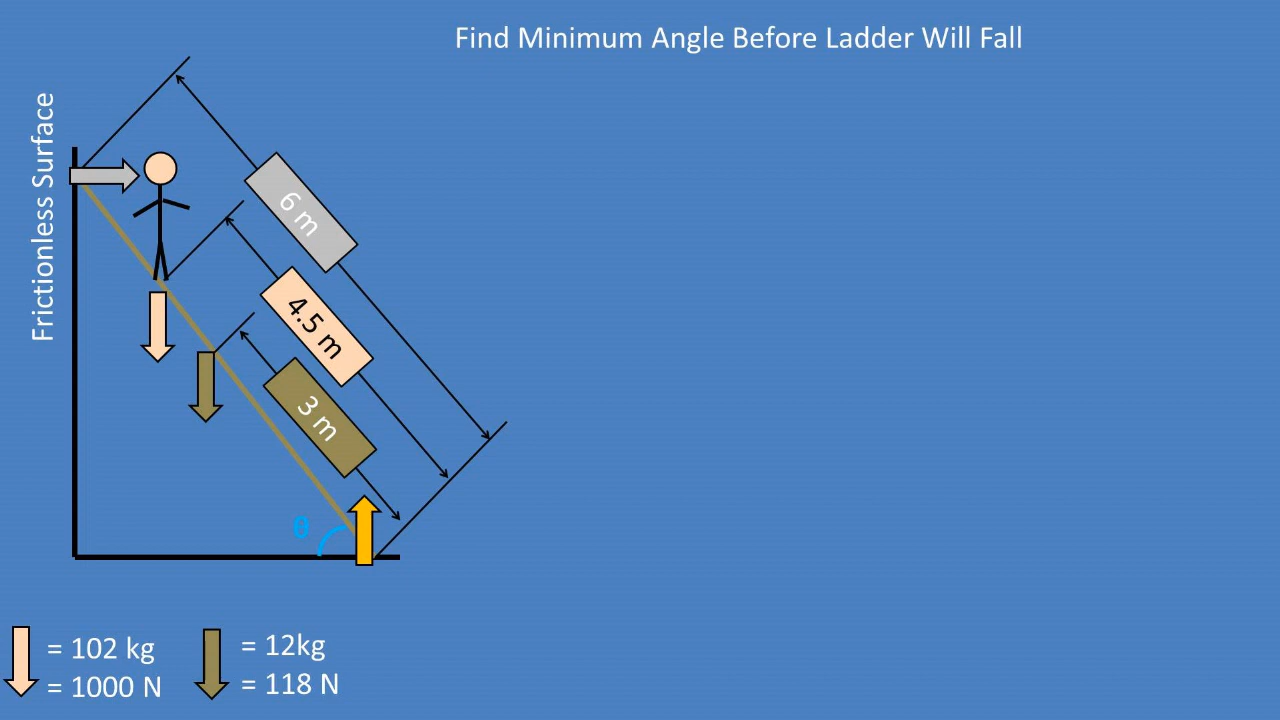 Find Minimum Angle Before Ladder Will Fall
Frictionless Surface
6 m
4.5 m
3 m
θ
= 102 kg
= 1000 N
= 12kg
= 118 N